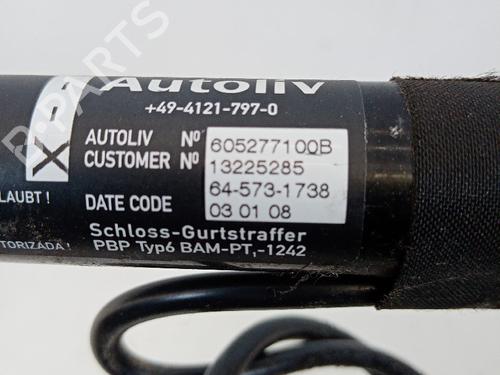 Autoliv
+49-4121-797-0
AUTOLIV Nº 605277100B
CUSTOMER Nº 13225285
64-573-1738
DATE CODE 03 01 08
Schloss-Gurtstraffer
PBP Typ6 BAM-PT,-1242
LAUBT !
TORIZADA !
B-PARTS